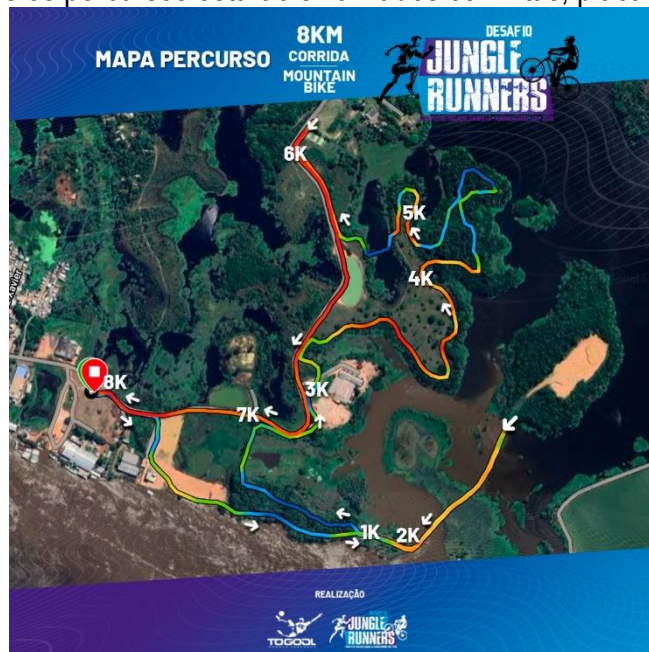 MAPA PERCURSO
8KM
CORRIDA
MOUNTAIN
BIKE
DESAFIO
JUNGLE
RUNNERS
6K
5K
4K
3K
8K
7K
1K
2K
REALIZAÇÃO
TOGOOL
JUNGLE
RUNNERS